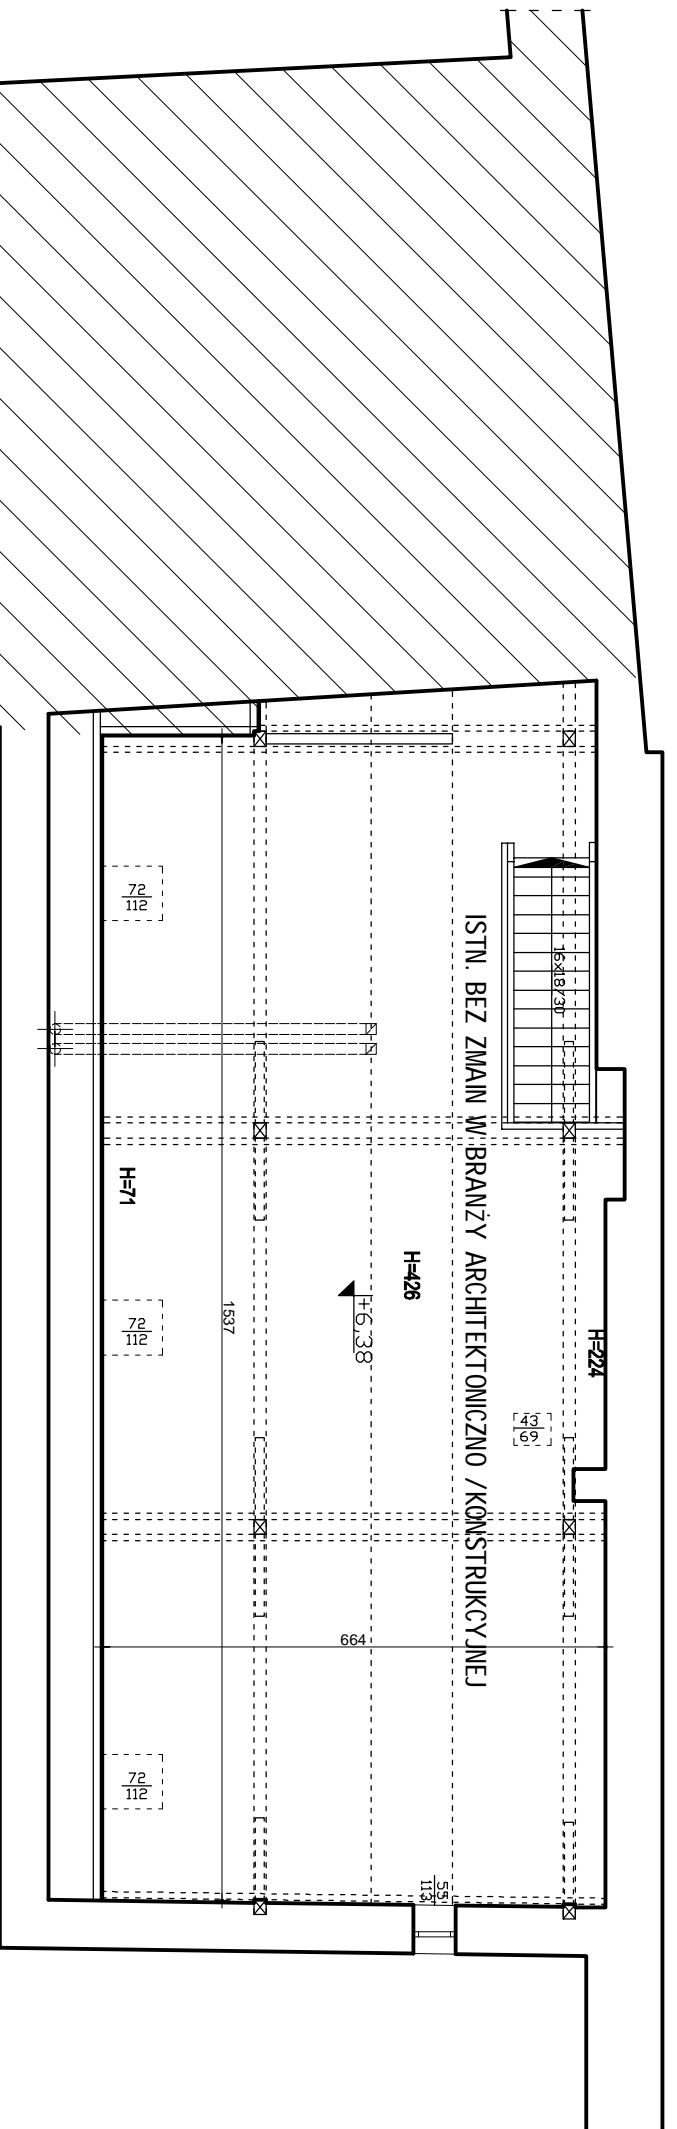 72
112
16x18/30
ISTN. BEZ ZMAIN W BRANŻY ARCHITEKTONICZNO /KONSTRUKCYJNEJ
H=71
H=426
+6,38
1537
72
112
H=224
43
69
664
72
112
55
113